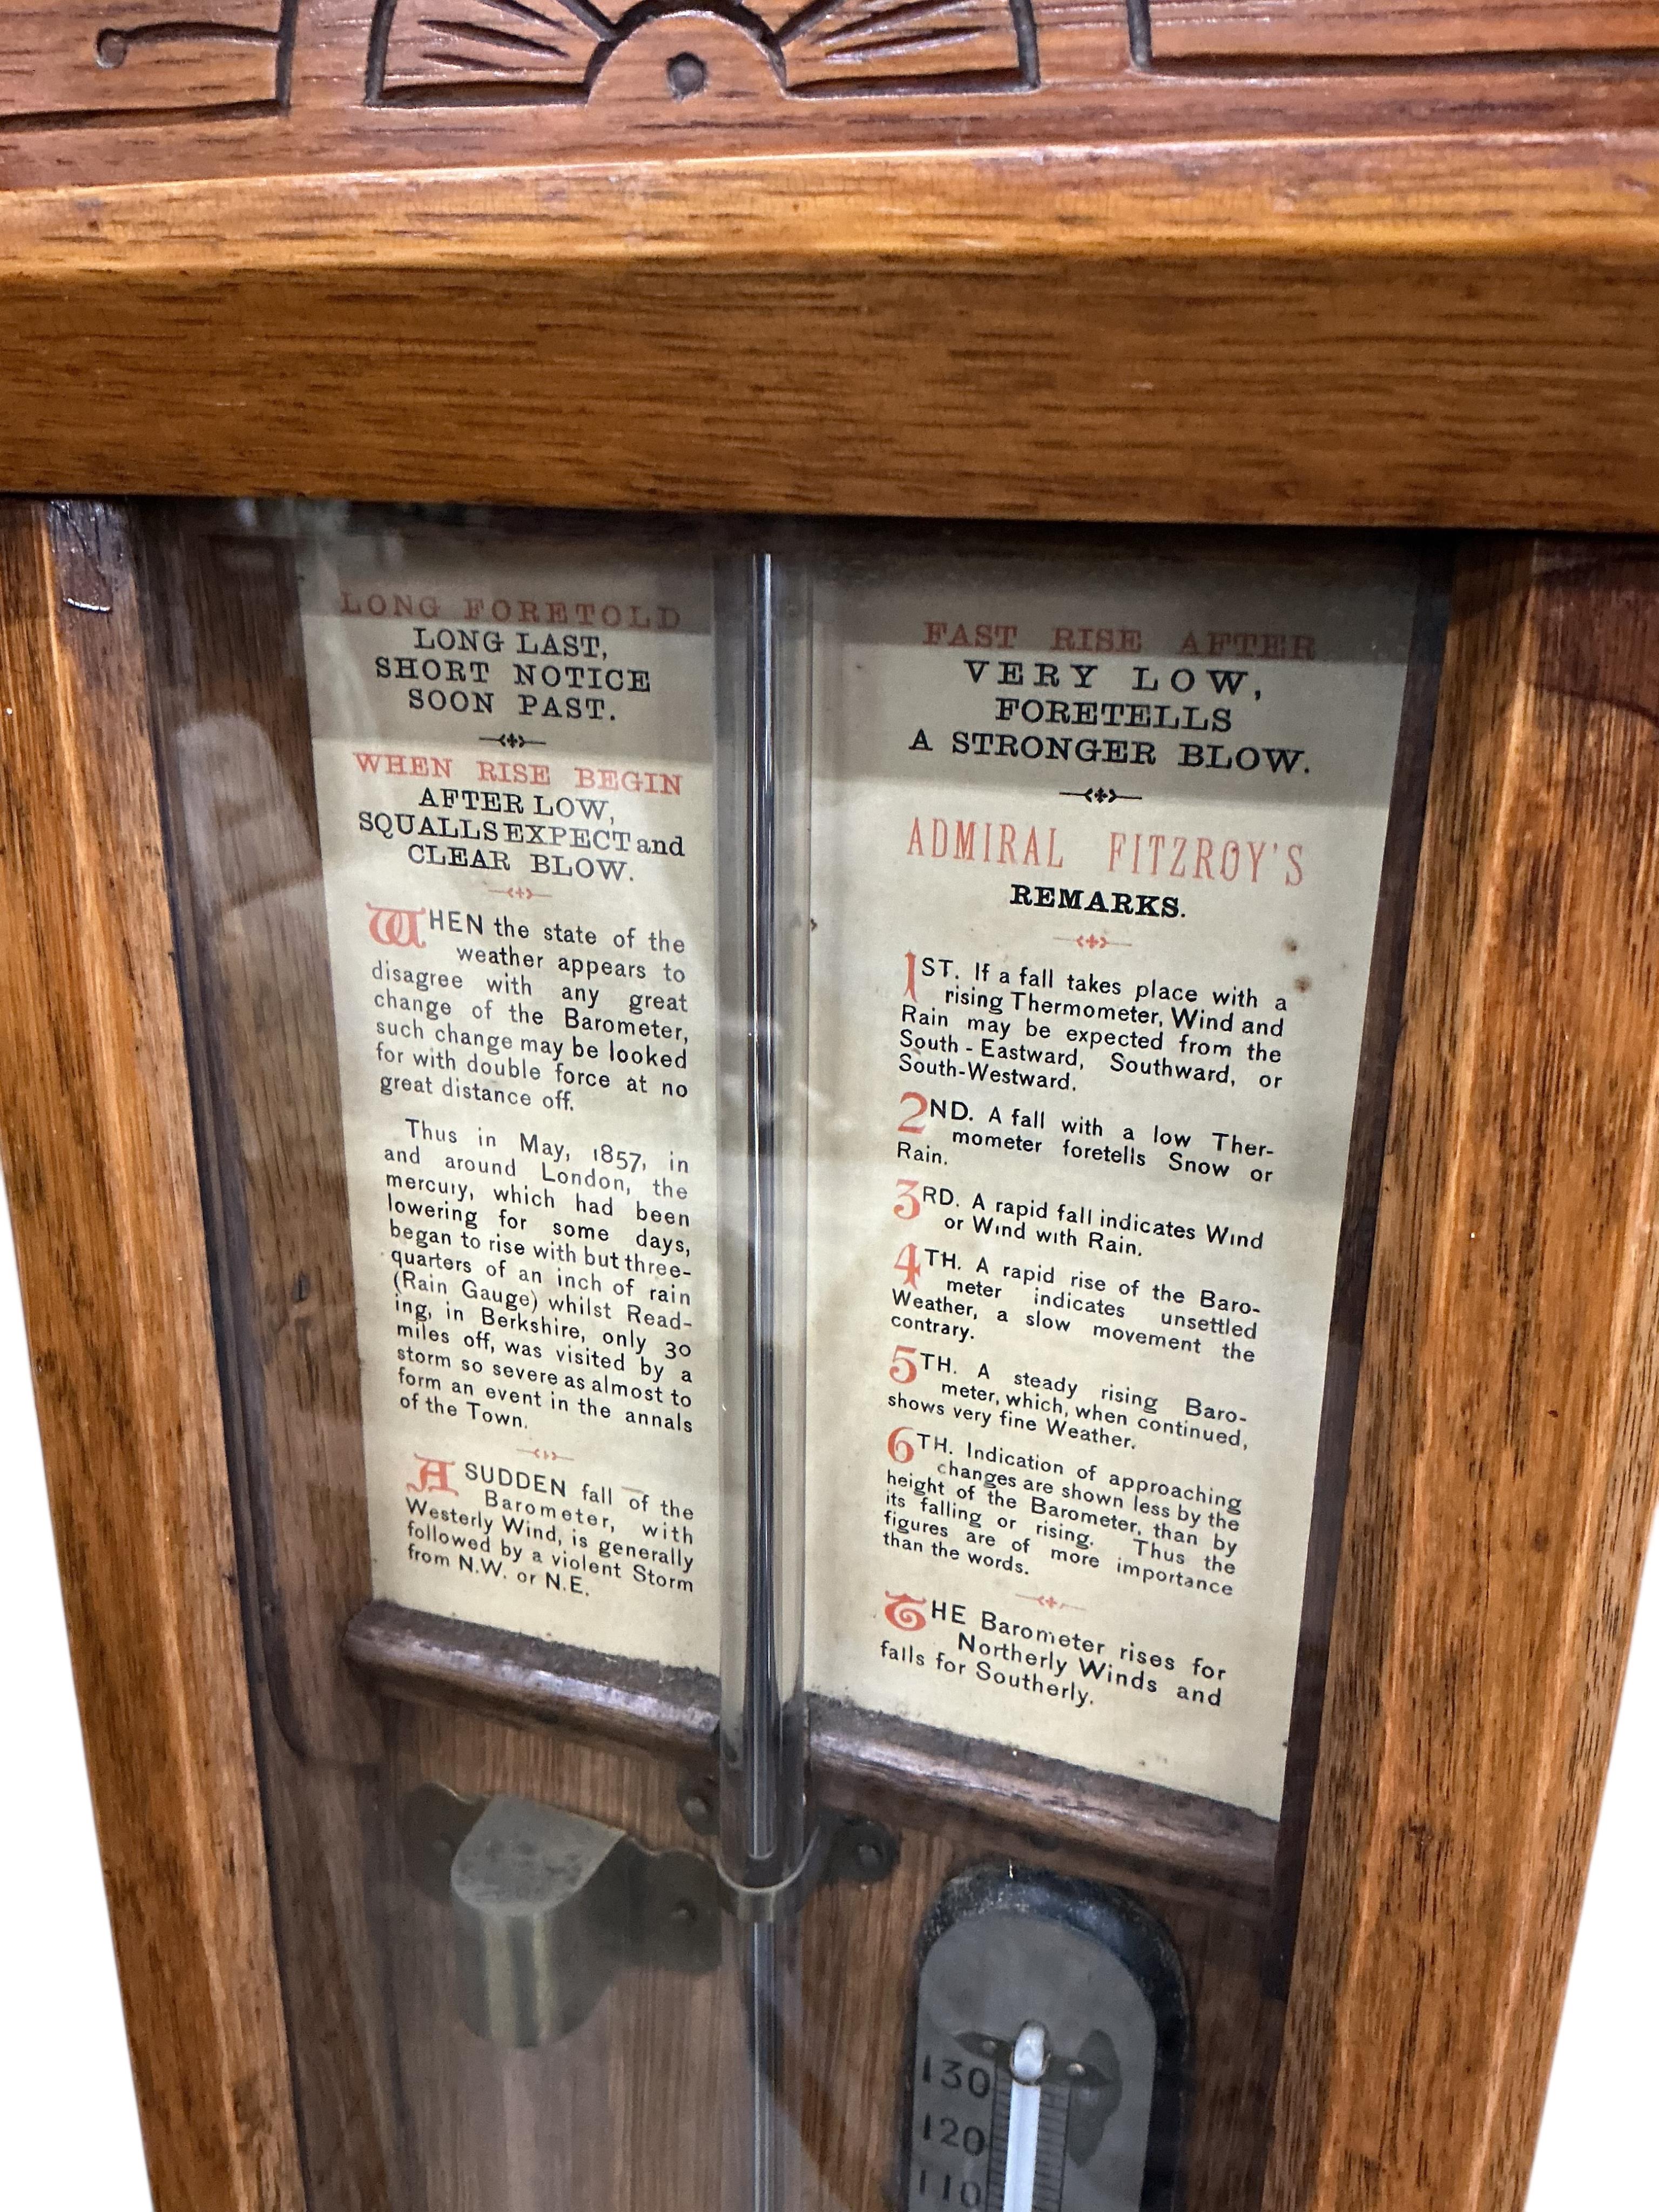 LONG FORETOLD
LONG LAST,
SHORT NOTICE
SOON PAST.
WHEN RISE BEGIN
AFTER LOW,
SQUALLS EXPECT and
CLEAR BLOW.
WHEN the state of the
weather appears to
disagree with any great
change of the Barometer,
such change may be looked
for with double force at no
great distance off.
Thus in May, 1857, in
and around London, the
mercury, which had been
lowering for some days,
began to rise with but three-
quarters of an inch of rain
(Rain Gauge) whilst Read-
ing, in Berkshire, only 30
miles off, was visited by a
storm so severe as almost to
form an event in the annals
of the Town.
A SUDDEN fall of the
Barometer, with
Westerly Wind, is generally
followed by a violent Storm
from N.W. or N.E.
FAST RISE AFTER
VERY LOW,
FORETELLS
A STRONGER BLOW.
ADMIRAL FITZROY'S
REMARKS.
1ST. If a fall takes place with a
rising Thermometer, Wind and
Rain may be expected from the
South-Eastward, Southward, or
South-Westward.
2ND. A fall with a low Ther-
mometer foretells Snow or
Rain.
3RD. A rapid fall indicates Wind
or Wind with Rain.
4TH. A rapid rise of the Baro-
meter indicates unsettled
Weather, a slow movement the
contrary.
5TH. A steady rising Baro-
meter, which, when continued,
shows very fine Weather.
6TH. Indication of approaching
changes are shown less by the
height of the Barometer, than by
its falling or rising. Thus the
figures are of more importance
than the words.
THE Barometer rises for
Northerly Winds and
falls for Southerly.
130
120
110